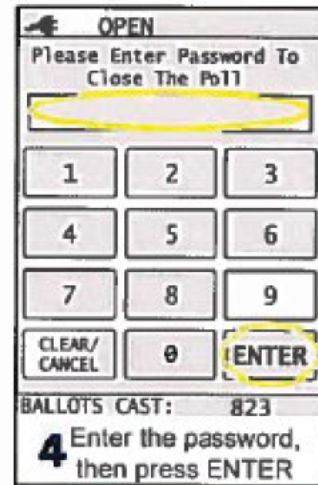 OPEN
Please Enter Password To
Close The Poll
1 2 3
4 5 6
7 8 9
CLEAR/
CANCEL 0 ENTER
BALLOTS CAST: 823
4 Enter the password,
then press ENTER